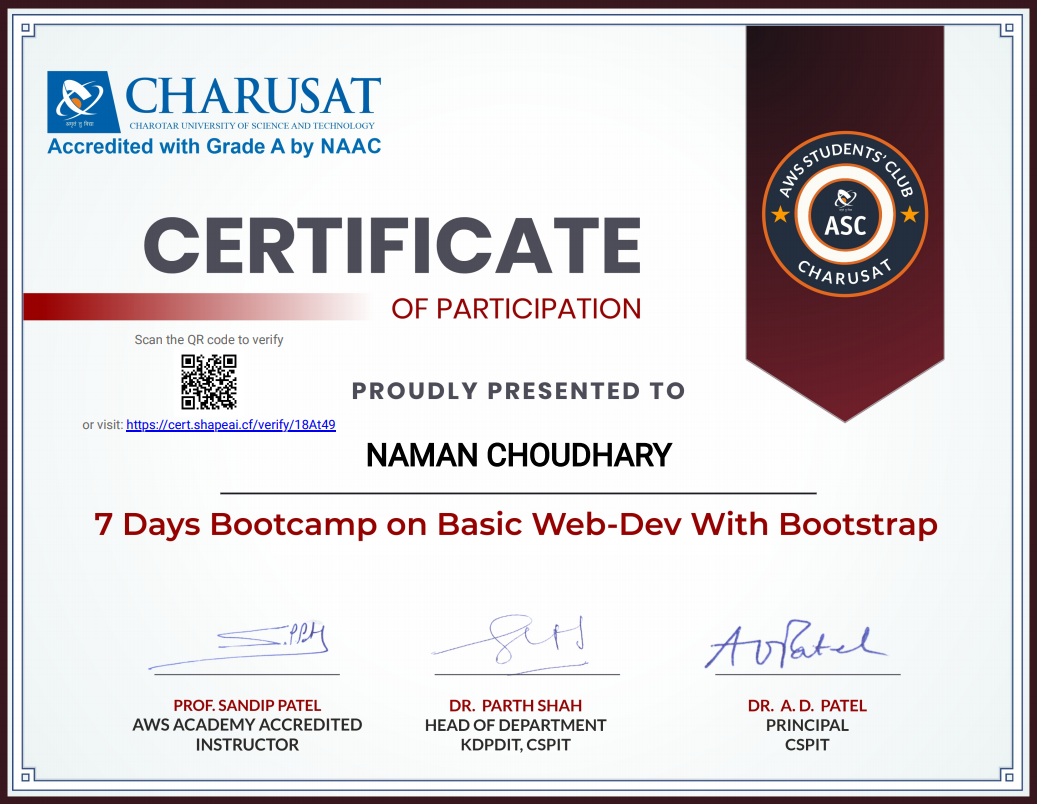 CHARUSAT
अमृतं तु विद्या
CHAROTAR UNIVERSITY OF SCIENCE AND TECHNOLOGY
Accredited with Grade A by NAAC
AWS STUDENTS' CLUB
ASC
CHARUSAT
CERTIFICATE
OF PARTICIPATION
Scan the QR code to verify
or visit: https://cert.shapeai.cf/verify/18At49
PROUDLY PRESENTED TO
NAMAN CHOUDHARY
7 Days Bootcamp on Basic Web-Dev With Bootstrap
A D Patel
PROF. SANDIP PATEL
AWS ACADEMY ACCREDITED
INSTRUCTOR
DR. PARTH SHAH
HEAD OF DEPARTMENT
KDPDIT, CSPIT
DR. A. D. PATEL
PRINCIPAL
CSPIT